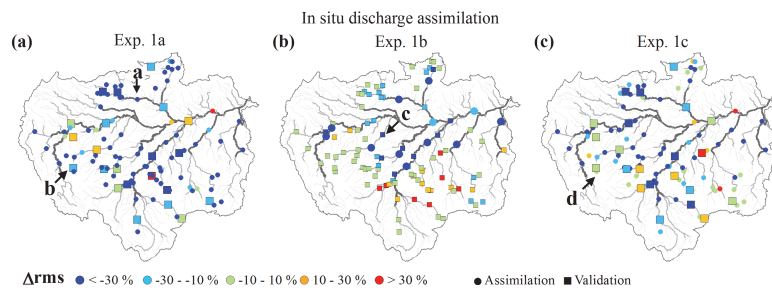 In situ discharge assimilation
(a) Exp. 1a (b) Exp. 1b (c) Exp. 1c
a
c
b
d
Δrms < -30 % -30 - -10 % -10 - 10 % 10 - 30 % > 30 % Assimilation Validation